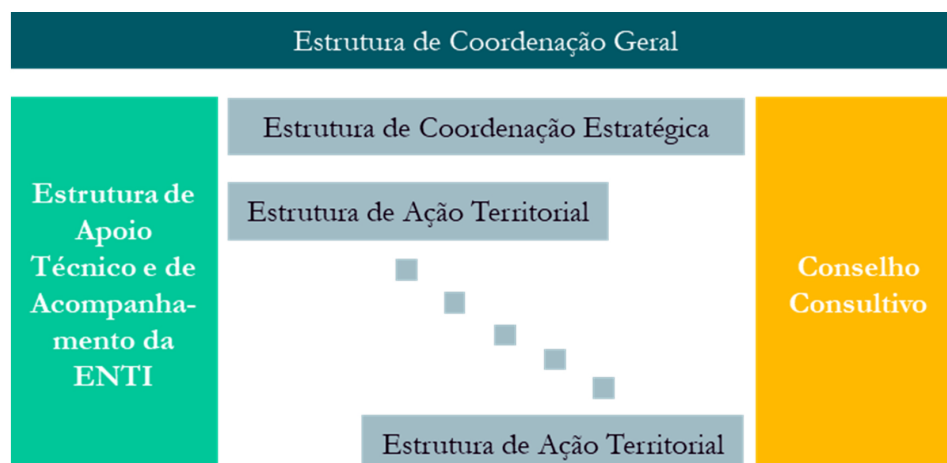 Estrutura de Coordenação Geral
Estrutura de Coordenação Estratégica
Estrutura de
Apoio
Técnico e de
Acompanha-
mento da
ENTI
Estrutura de Ação Territorial
Conselho
Consultivo
Estrutura de Ação Territorial